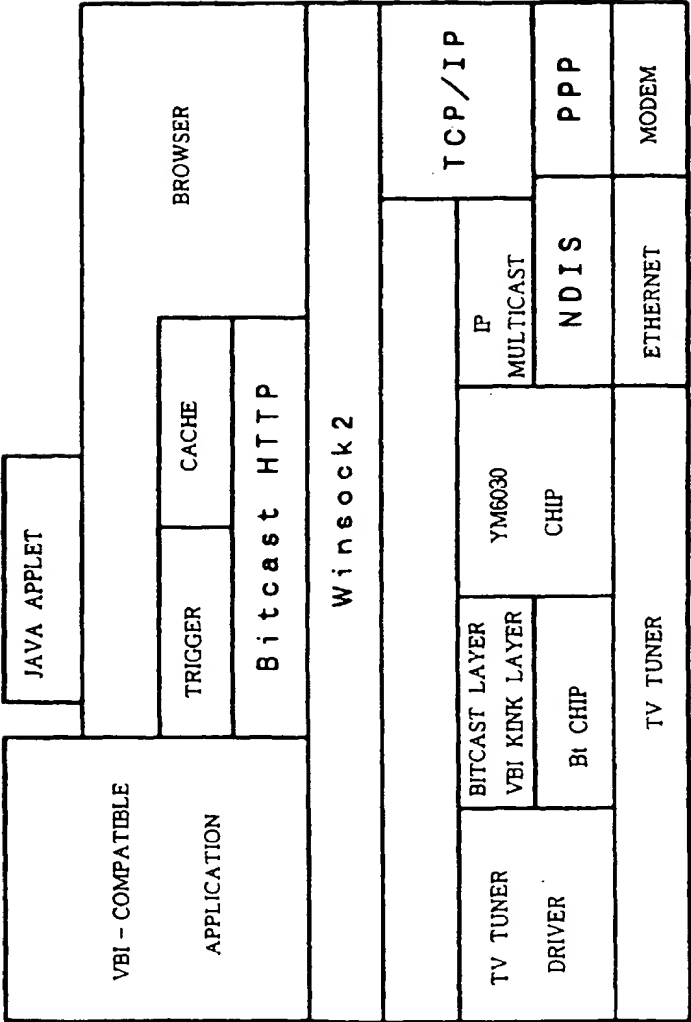 JAVA APPLET
VBI - COMPATIBLE
APPLICATION
BROWSER
TRIGGER
CACHE
Bitcast HTTP
Winsock2
TCP/IP
TV TUNER
DRIVER
BITCAST LAYER
VBI KINK LAYER
Bt CHIP
YM6030
CHIP
IP
MULTICAST
NDIS
PPP
TV TUNER
ETHERNET
MODEM